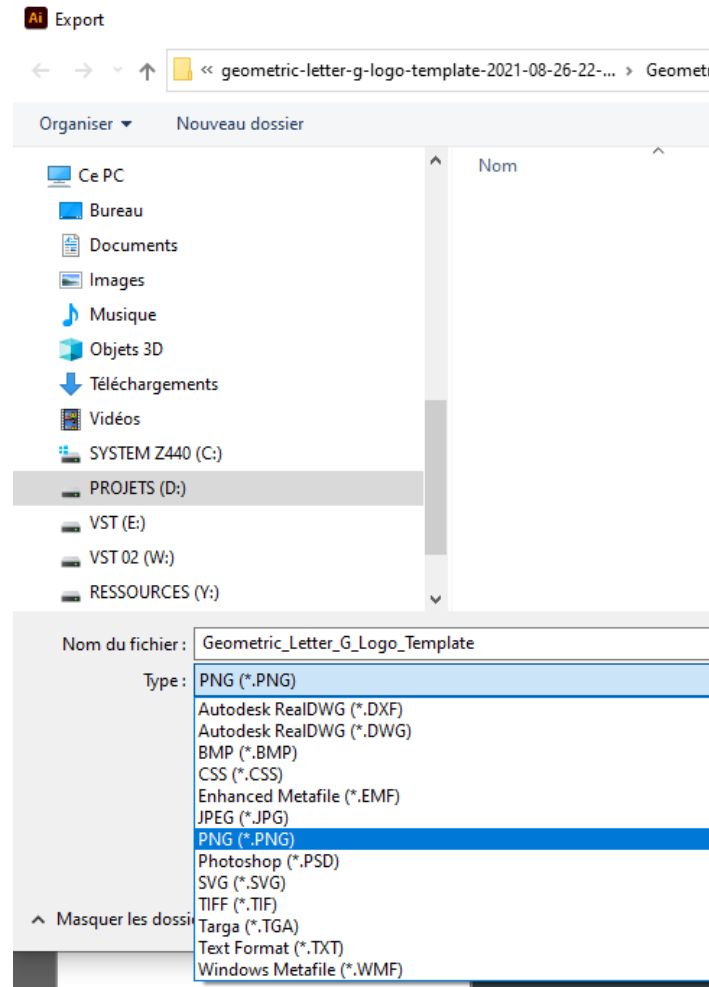 Ai Export
« geometric-letter-g-logo-template-2021-08-26-22-... › Geometr
Organiser Nouveau dossier
Nom
Ce PC
Bureau
Documents
Images
Musique
Objets 3D
Téléchargements
Vidéos
SYSTEM Z440 (C:)
PROJETS (D:)
VST (E:)
VST 02 (W:)
RESSOURCES (Y:)
Nom du fichier : Geometric_Letter_G_Logo_Template
Type : PNG (*.PNG)
Autodesk RealDWG (*.DXF)
Autodesk RealDWG (*.DWG)
BMP (*.BMP)
CSS (*.CSS)
Enhanced Metafile (*.EMF)
JPEG (*.JPG)
PNG (*.PNG)
Photoshop (*.PSD)
SVG (*.SVG)
TIFF (*.TIF)
Targa (*.TGA)
Text Format (*.TXT)
Windows Metafile (*.WMF)
Masquer les dossi